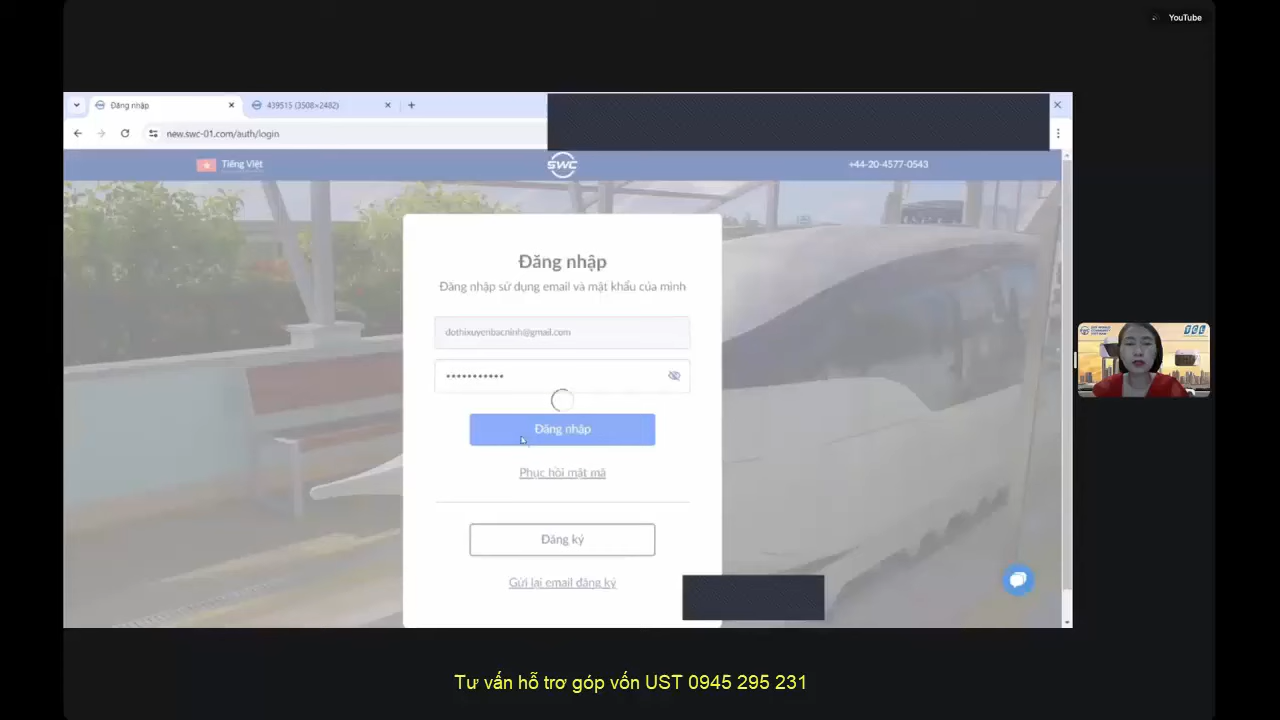 YouTube
Đăng nhập
439515 (3508×2482)
new.swc-01.com/auth/login
Tiếng Việt
SWC
+44-20-4577-0543
Đăng nhập
Đăng nhập sử dụng email và mật khẩu của mình
dothixuyenbacninh@gmail.com
Đăng nhập
Phục hồi mật mã
Đăng ký
Gửi lại email đăng ký
SWC
Tư vấn hỗ trơ góp vốn UST 0945 295 231